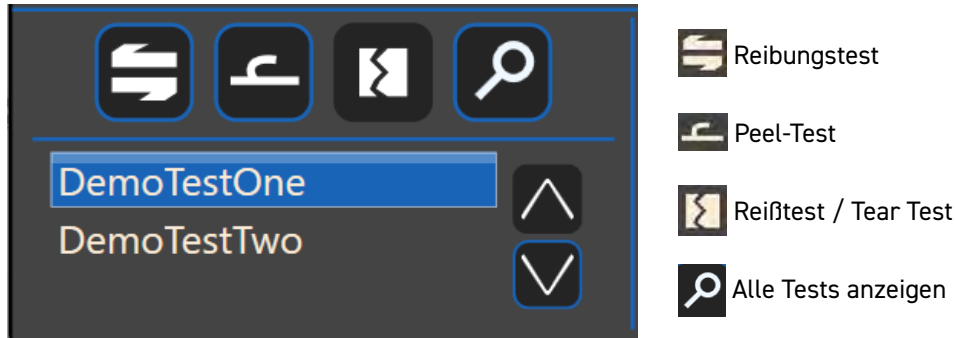 DemoTestOne
DemoTestTwo
Reibungstest
Peel-Test
Reißtest / Tear Test
Alle Tests anzeigen